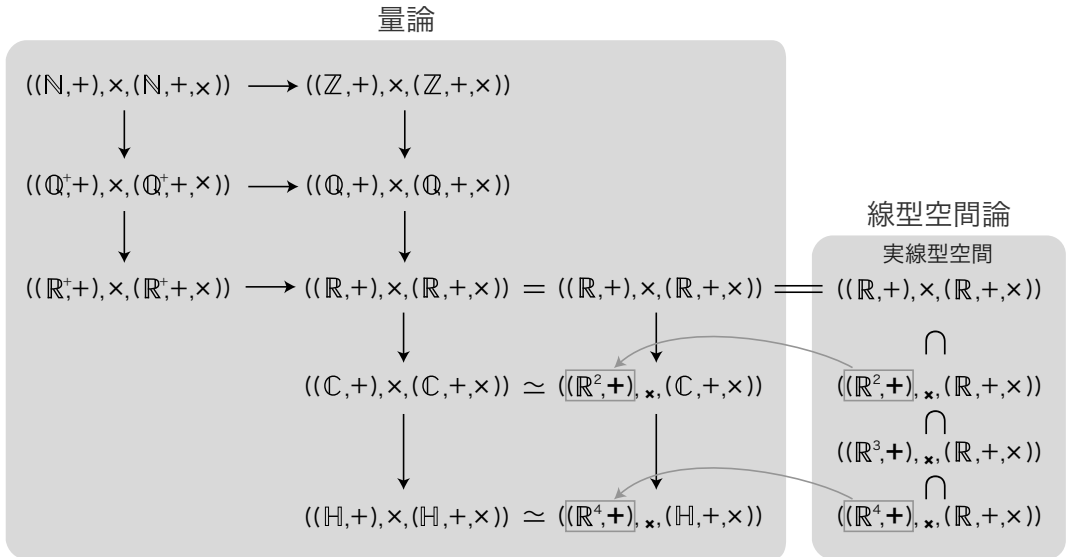 量論
((ℕ,+),×,(ℕ,+,×)) ((ℤ,+),×,(ℤ,+,×))
((ℚ⁺,+),×,(ℚ⁺,+,×)) ((ℚ,+),×,(ℚ,+,×))
線型空間論
実線型空間
((ℝ⁺,+),×,(ℝ⁺,+,×)) ((ℝ,+),×,(ℝ,+,×)) = ((ℝ,+),×,(ℝ,+,×)) = ((ℝ,+),×,(ℝ,+,×))
∩
((ℂ,+),×,(ℂ,+,×)) ≃ ((ℝ²,+),×,(ℂ,+,×)) ((ℝ²,+),×,(ℝ,+,×))
∩
((ℝ³,+),×,(ℝ,+,×))
∩
((ℍ,+),×,(ℍ,+,×)) ≃ ((ℝ⁴,+),×,(ℍ,+,×)) ((ℝ⁴,+),×,(ℝ,+,×))